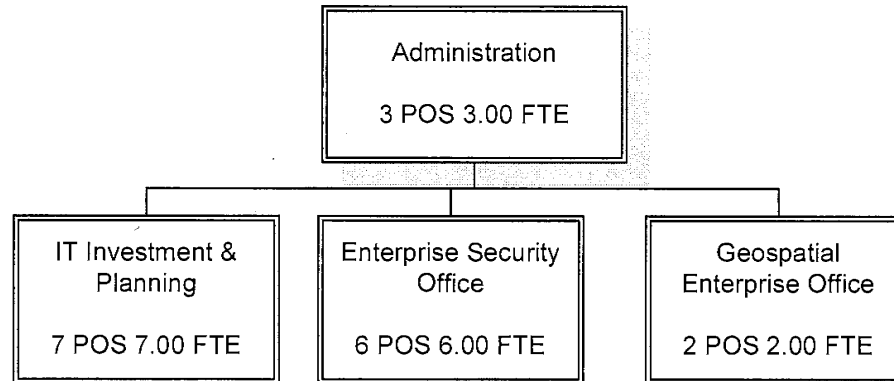 Administration
3 POS 3.00 FTE
IT Investment &
Planning
7 POS 7.00 FTE
Enterprise Security
Office
6 POS 6.00 FTE
Geospatial
Enterprise Office
2 POS 2.00 FTE